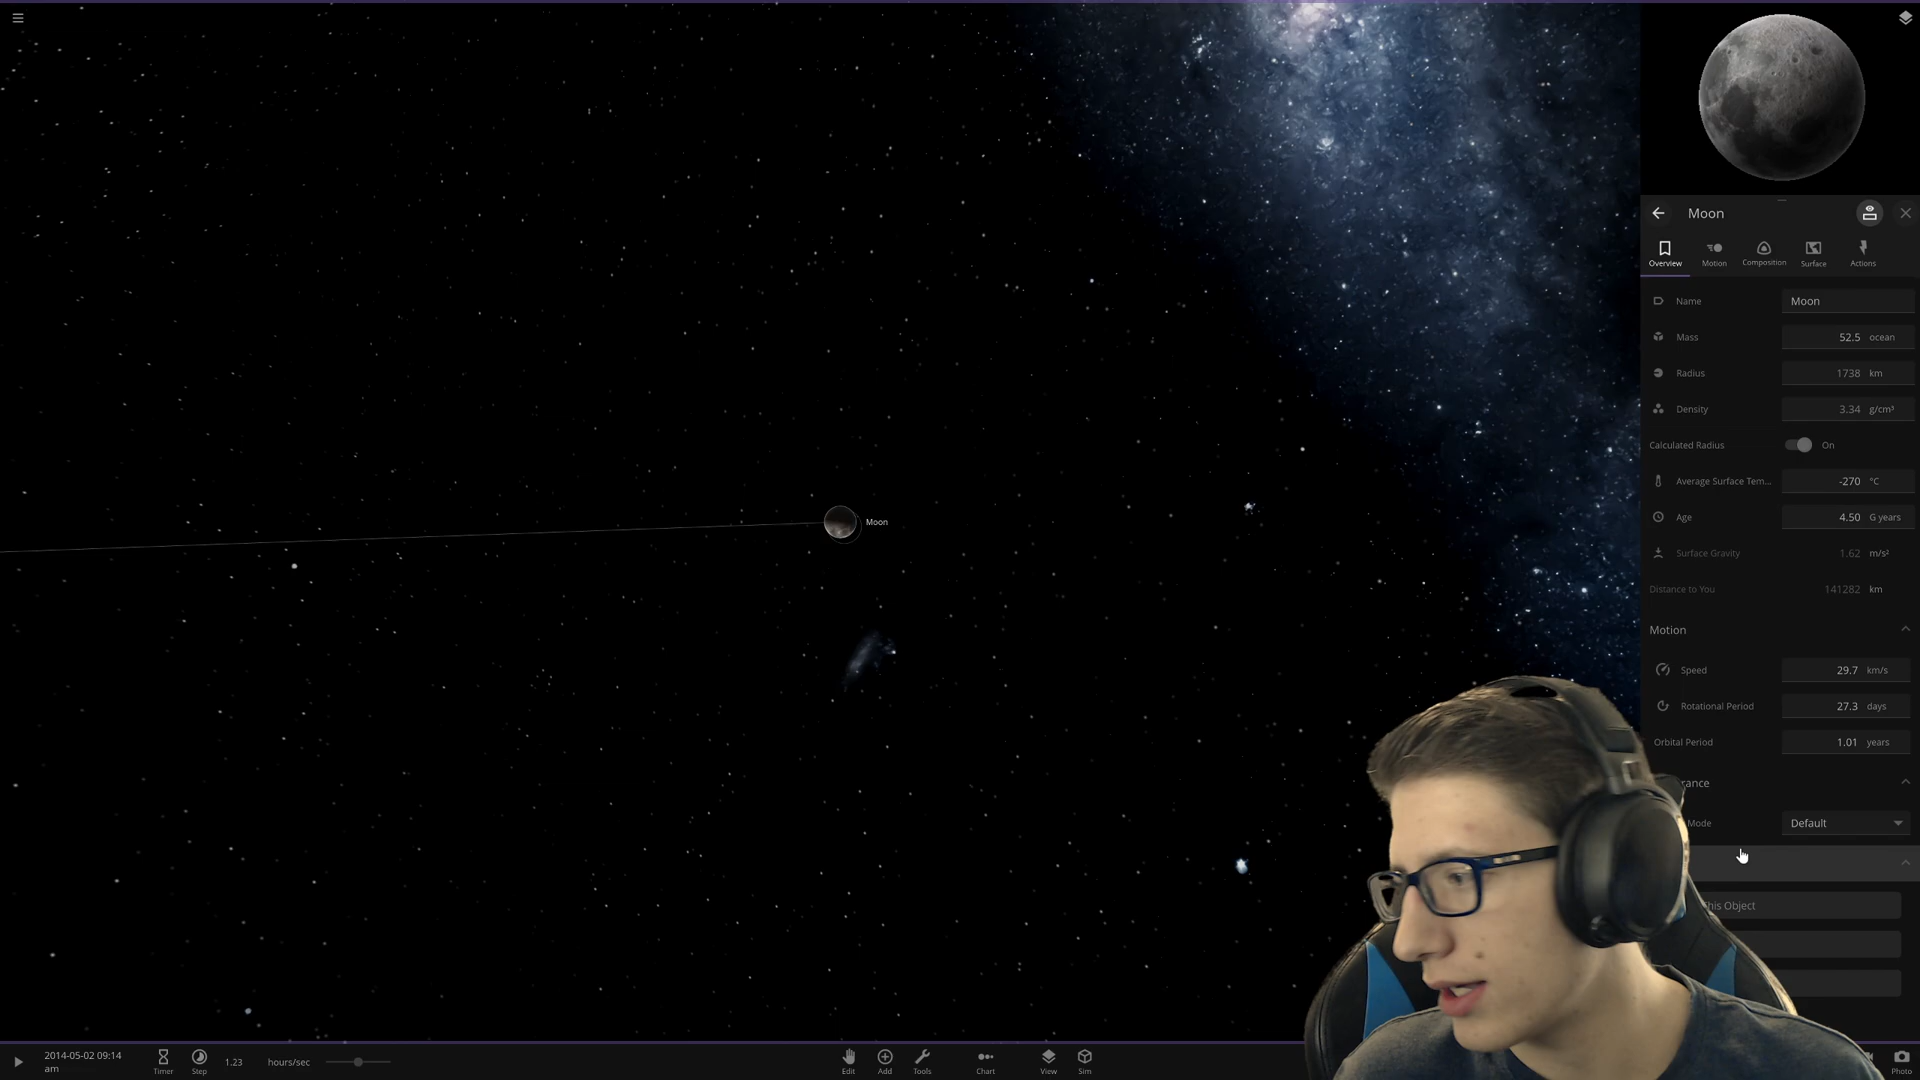 Moon
Overview
Motion
Composition
Surface
Actions
Name Moon
Mass 52.5 ocean
Radius 1738 km
Density 3.34 g/cm³
Calculated Radius On
Average Surface Tem... -270 °C
Age 4.50 G years
Surface Gravity 1.62 m/s²
Distance to You 141282 km
Motion
Speed 29.7 km/s
Rotational Period 27.3 days
Orbital Period 1.01 years
rance
Mode Default
his Object
Moon
2014-05-02 09:14
am
Timer
Step
1.23 hours/sec
Edit
Add
Tools
Chart
View
Sim
Photo